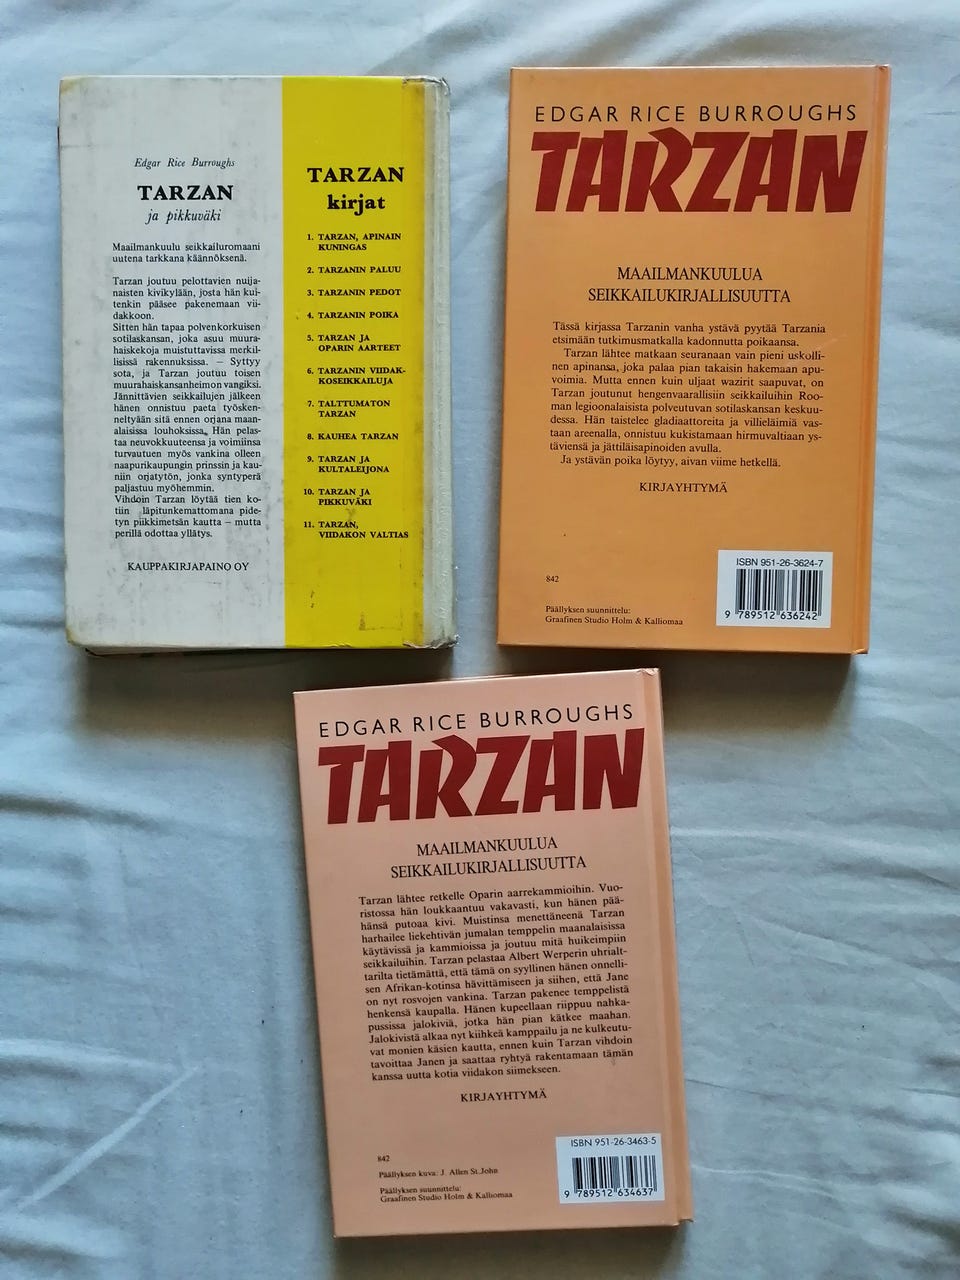 Edgar Rice Burroughs
TARZAN
ja pikkuväki
Maailmankuulu seikkailuromaani
uutena tarkkana käännöksenä.
Tarzan joutuu pelottavien nuija-
naisten kivikylään, josta hän kui-
tenkin pääsee pakenemaan vii-
dakkoon.
Sitten hän tapaa polvenkorkuisen
sotilaskansan, joka asuu muura-
haiskekoja muistuttavissa merkil-
lisissä rakennuksissa. — Syttyy
sota, ja Tarzan joutuu toisen
muurahaiskansanheimon vangiksi.
Jännittävien seikkailujen jälkeen
hänen onnistuu paeta työsken-
neltyään sitä ennen orjana maan-
alaisissa louhoksissa. Hän pelas-
taa neuvokkuuteensa ja voimiinsa
turvautuen myös vankina olleen
naapurikaupungin prinssin ja kau-
niin orjatytön, jonka syntyperä
paljastuu myöhemmin.
Vihdoin Tarzan löytää tien ko-
tiin läpitunkemattomana pide-
tyn piikkimetsän kautta — mutta
perillä odottaa yllätys.
KAUPPAKIRJAPAINO OY
TARZAN
kirjat
1. TARZAN, APINAIN
KUNINGAS
2. TARZANIN PALUU
3. TARZANIN PEDOT
4. TARZANIN POIKA
5. TARZAN JA
OPARIN AARTEET
6. TARZANIN VIIDAK-
KOSEIKKAILUJA
7. TALTTUMATON
TARZAN
8. KAUHEA TARZAN
9. TARZAN JA
KULTALEIJONA
10. TARZAN JA
PIKKUVÄKI
11. TARZAN,
VIIDAKON VALTIAS
EDGAR RICE BURROUGHS
TARZAN
MAAILMANKUULUA
SEIKKAILUKIRJALLISUUTTA
Tässä kirjassa Tarzanin vanha ystävä pyytää Tarzania
etsimään tutkimusmatkalla kadonnutta poikaansa.
Tarzan lähtee matkaan seuranaan vain pieni uskolli-
nen apinansa, joka palaa pian takaisin hakemaan apu-
voimia. Mutta ennen kuin uljaat wazirit saapuvat, on
Tarzan joutunut hengenvaarallisiin seikkailuihin Roo-
man legioonalaisista polveutuvan sotilaskansan keskuu-
dessa. Hän taistelee gladiaattoreita ja villieläimiä vas-
taan areenalla, onnistuu kukistamaan hirmuvaltiaan ys-
täviensä ja jättiläisapinoiden avulla.
Ja ystävän poika löytyy, aivan viime hetkellä.
KIRJAYHTYMÄ
842
Päällyksen suunnittelu:
Graafinen Studio Holm & Kalliomaa
ISBN 951-26-3624-7
9 789512 636242
EDGAR RICE BURROUGHS
TARZAN
MAAILMANKUULUA
SEIKKAILUKIRJALLISUUTTA
Tarzan lähtee retkelle Oparin aarrekammioihin. Vuo-
ristossa hän loukkaantuu vakavasti, kun hänen pää-
hänsä putoaa kivi. Muistinsa menettäneenä Tarzan
harhailee liekehtivän jumalan temppelin maanalaisissa
käytävissä ja kammioissa ja joutuu mitä huikeimpiin
seikkailuihin. Tarzan pelastaa Albert Werperin uhrialt-
tarilta tietämättä, että tämä on syyllinen hänen onnelli-
sen Afrikan-kotinsa hävittämiseen ja siihen, että Jane
on nyt rosvojen vankina. Tarzan pakenee temppelistä
henkensä kaupalla. Hänen kupeellaan riippuu nahka-
pussissa jalokiviä, jotka hän pian kätkee maahan.
Jalokivistä alkaa nyt kiihkeä kamppailu ja ne kulkeutu-
vat monien käsien kautta, ennen kuin Tarzan vihdoin
tavoittaa Janen ja saattaa ryhtyä rakentamaan tämän
kanssa uutta kotia viidakon siimekseen.
KIRJAYHTYMÄ
842
Päällyksen kuva: J. Allen St.John
Päällyksen suunnittelu:
Graafinen Studio Holm & Kalliomaa
ISBN 951-26-3463-5
9 789512 634637